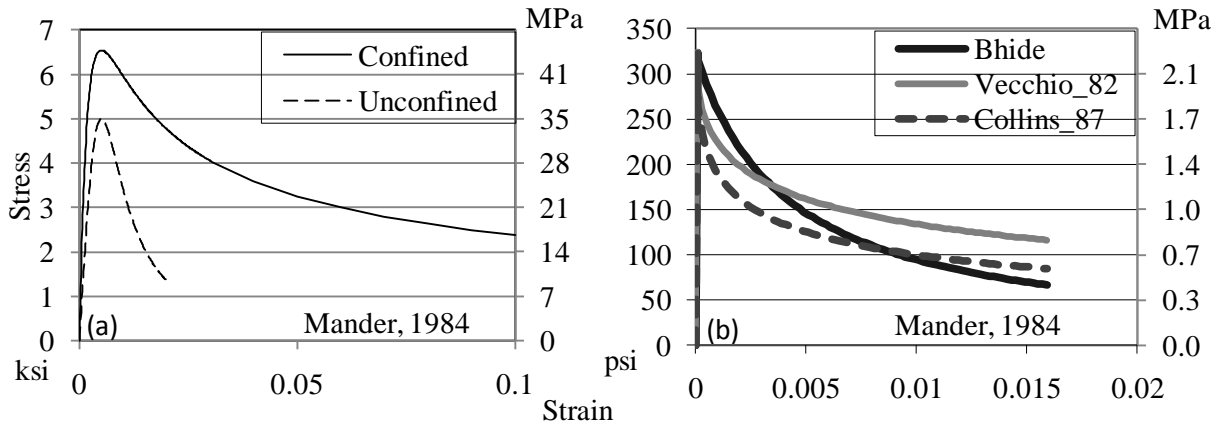 MPa
7
6
5
4
3
2
1
0
Stress
ksi
Confined
Unconfined
41
35
28
21
14
7
0
(a)
Mander, 1984
0
0.05
0.1
Strain
MPa
350
300
250
200
150
100
50
0
psi
Bhide
Vecchio_82
Collins_87
2.1
1.7
1.4
1.0
0.7
0.3
0.0
(b)
Mander, 1984
0
0.005
0.01
0.015
0.02